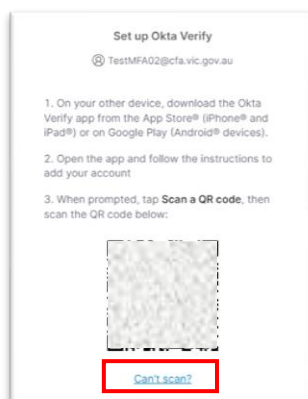 Set up Okta Verify
TestMFA02@cfa.vic.gov.au
1. On your other device, download the Okta
Verify app from the App Store® (iPhone® and
iPad®) or on Google Play (Android® devices).
2. Open the app and follow the instructions to
add your account
3. When prompted, tap Scan a QR code, then
scan the QR code below:
Can't scan?